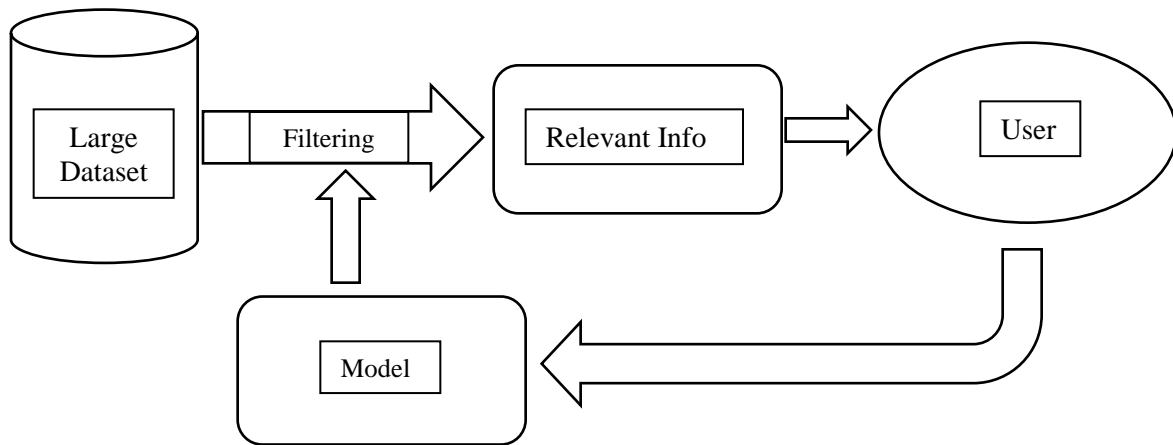 Large
Dataset
Filtering
Relevant Info
User
Model